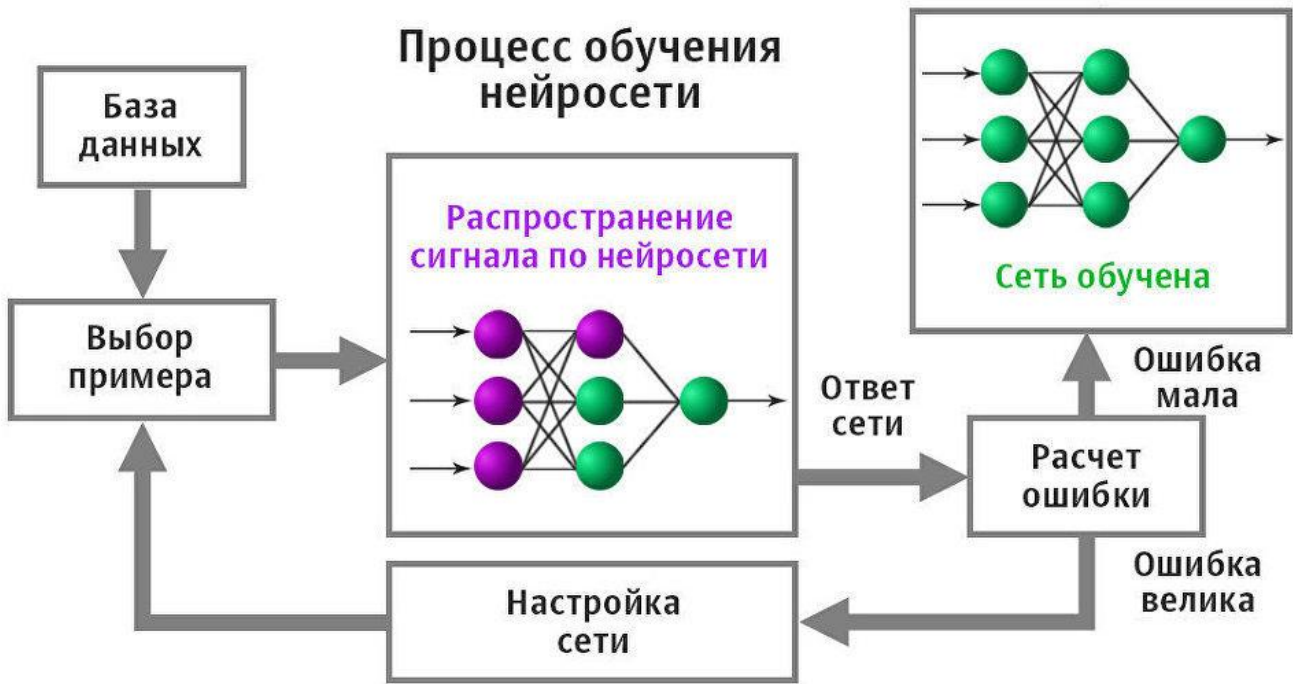 Процесс обучения
нейросети
База
данных
Выбор
примера
Распространение
сигнала по нейросети
Ответ
сети
Расчет
ошибки
Ошибка
мала
Сеть обучена
Ошибка
велика
Настройка
сети